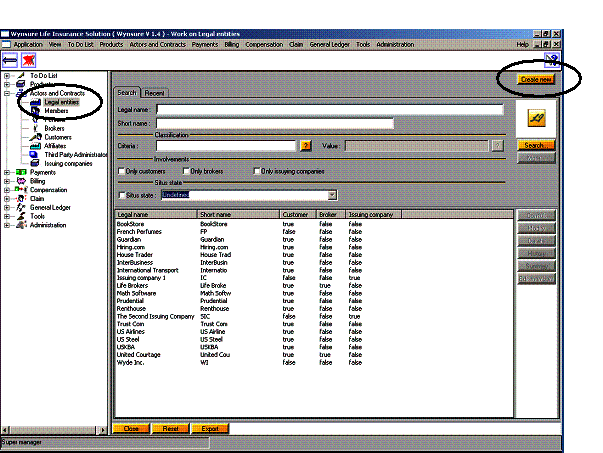 Wynsure Life Insurance Solution ( Wynsure V 1.4 ) - Work on Legal entities
Application View To Do List Products Actors and Contracts Payments Billing Compensation Claim General Ledger Tools Administration Help
To Do List
Actors and Contracts
Legal entities
Members
Brokers
Customers
Affiliates
Third Party Administrator
Issuing companies
Payments
Billing
Compensation
Claim
General Ledger
Tools
Administration
Create new
Search Recent
Legal name :
Short name :
Classification
Criteria : ? Value : ?
Involvements
Only customers Only brokers Only issuying companies
Situs state
Situs state : Undefined
Search...
Legal name Short name Customer Broker Issuing company
BookStore BookStore true false false
French Perfumes FP false false false
Guardian Guardian true false false
Hiring.com Hiring.com true false false
House Trader House Trad true false false
InterBusiness InterBusin true false false
International Transport Internatio true false false
Issuing company 1 IC false false true
Life Brokers Life Broke true true false
Math Software Math Softw true false false
Prudential Prudential true false false
Renthouse Renthouse true false false
The Second Issuing Company SIC false false true
Trust Com Trust Com true false false
US Airlines US Airline true false false
US Steel US Steel true false false
USKBA USKBA true false false
United Courtage United Cou true true false
Wyde Inc. WI false false false
Close Reset Export
Super manager